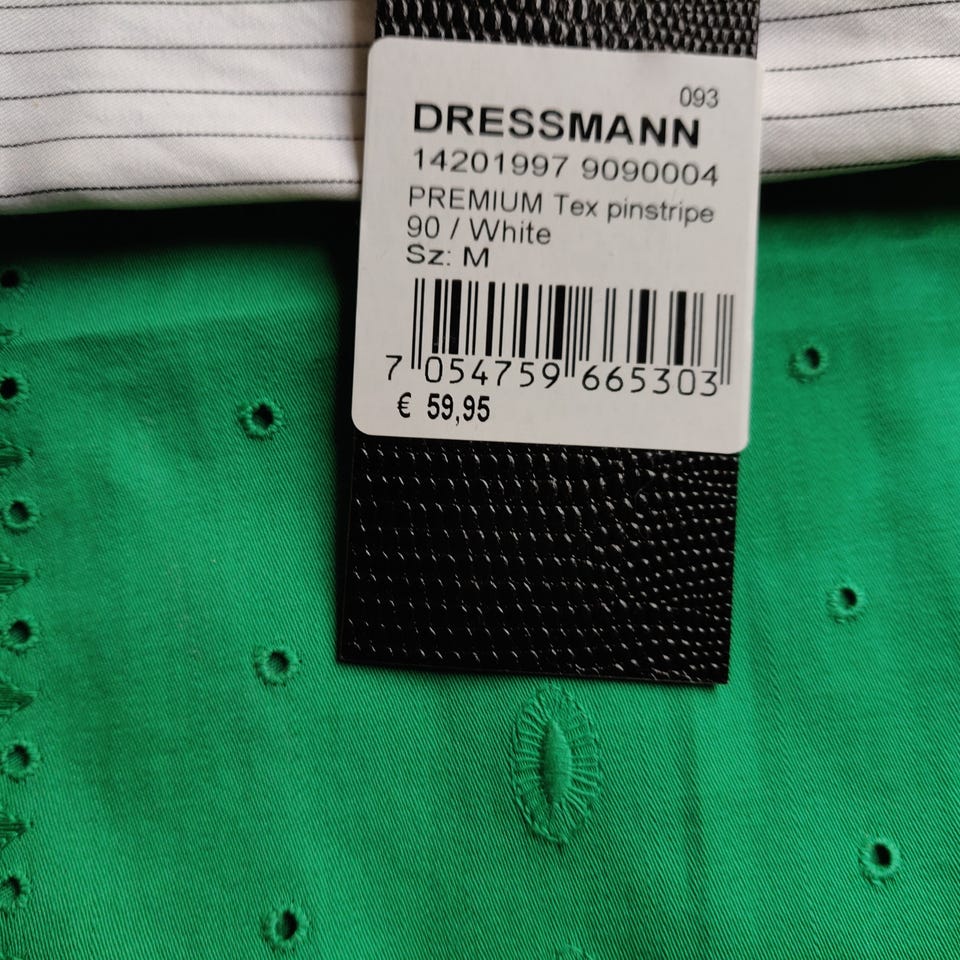 093
DRESSMANN
14201997 9090004
PREMIUM Tex pinstripe
90 / White
Sz: M
7 054759 665303
€ 59,95